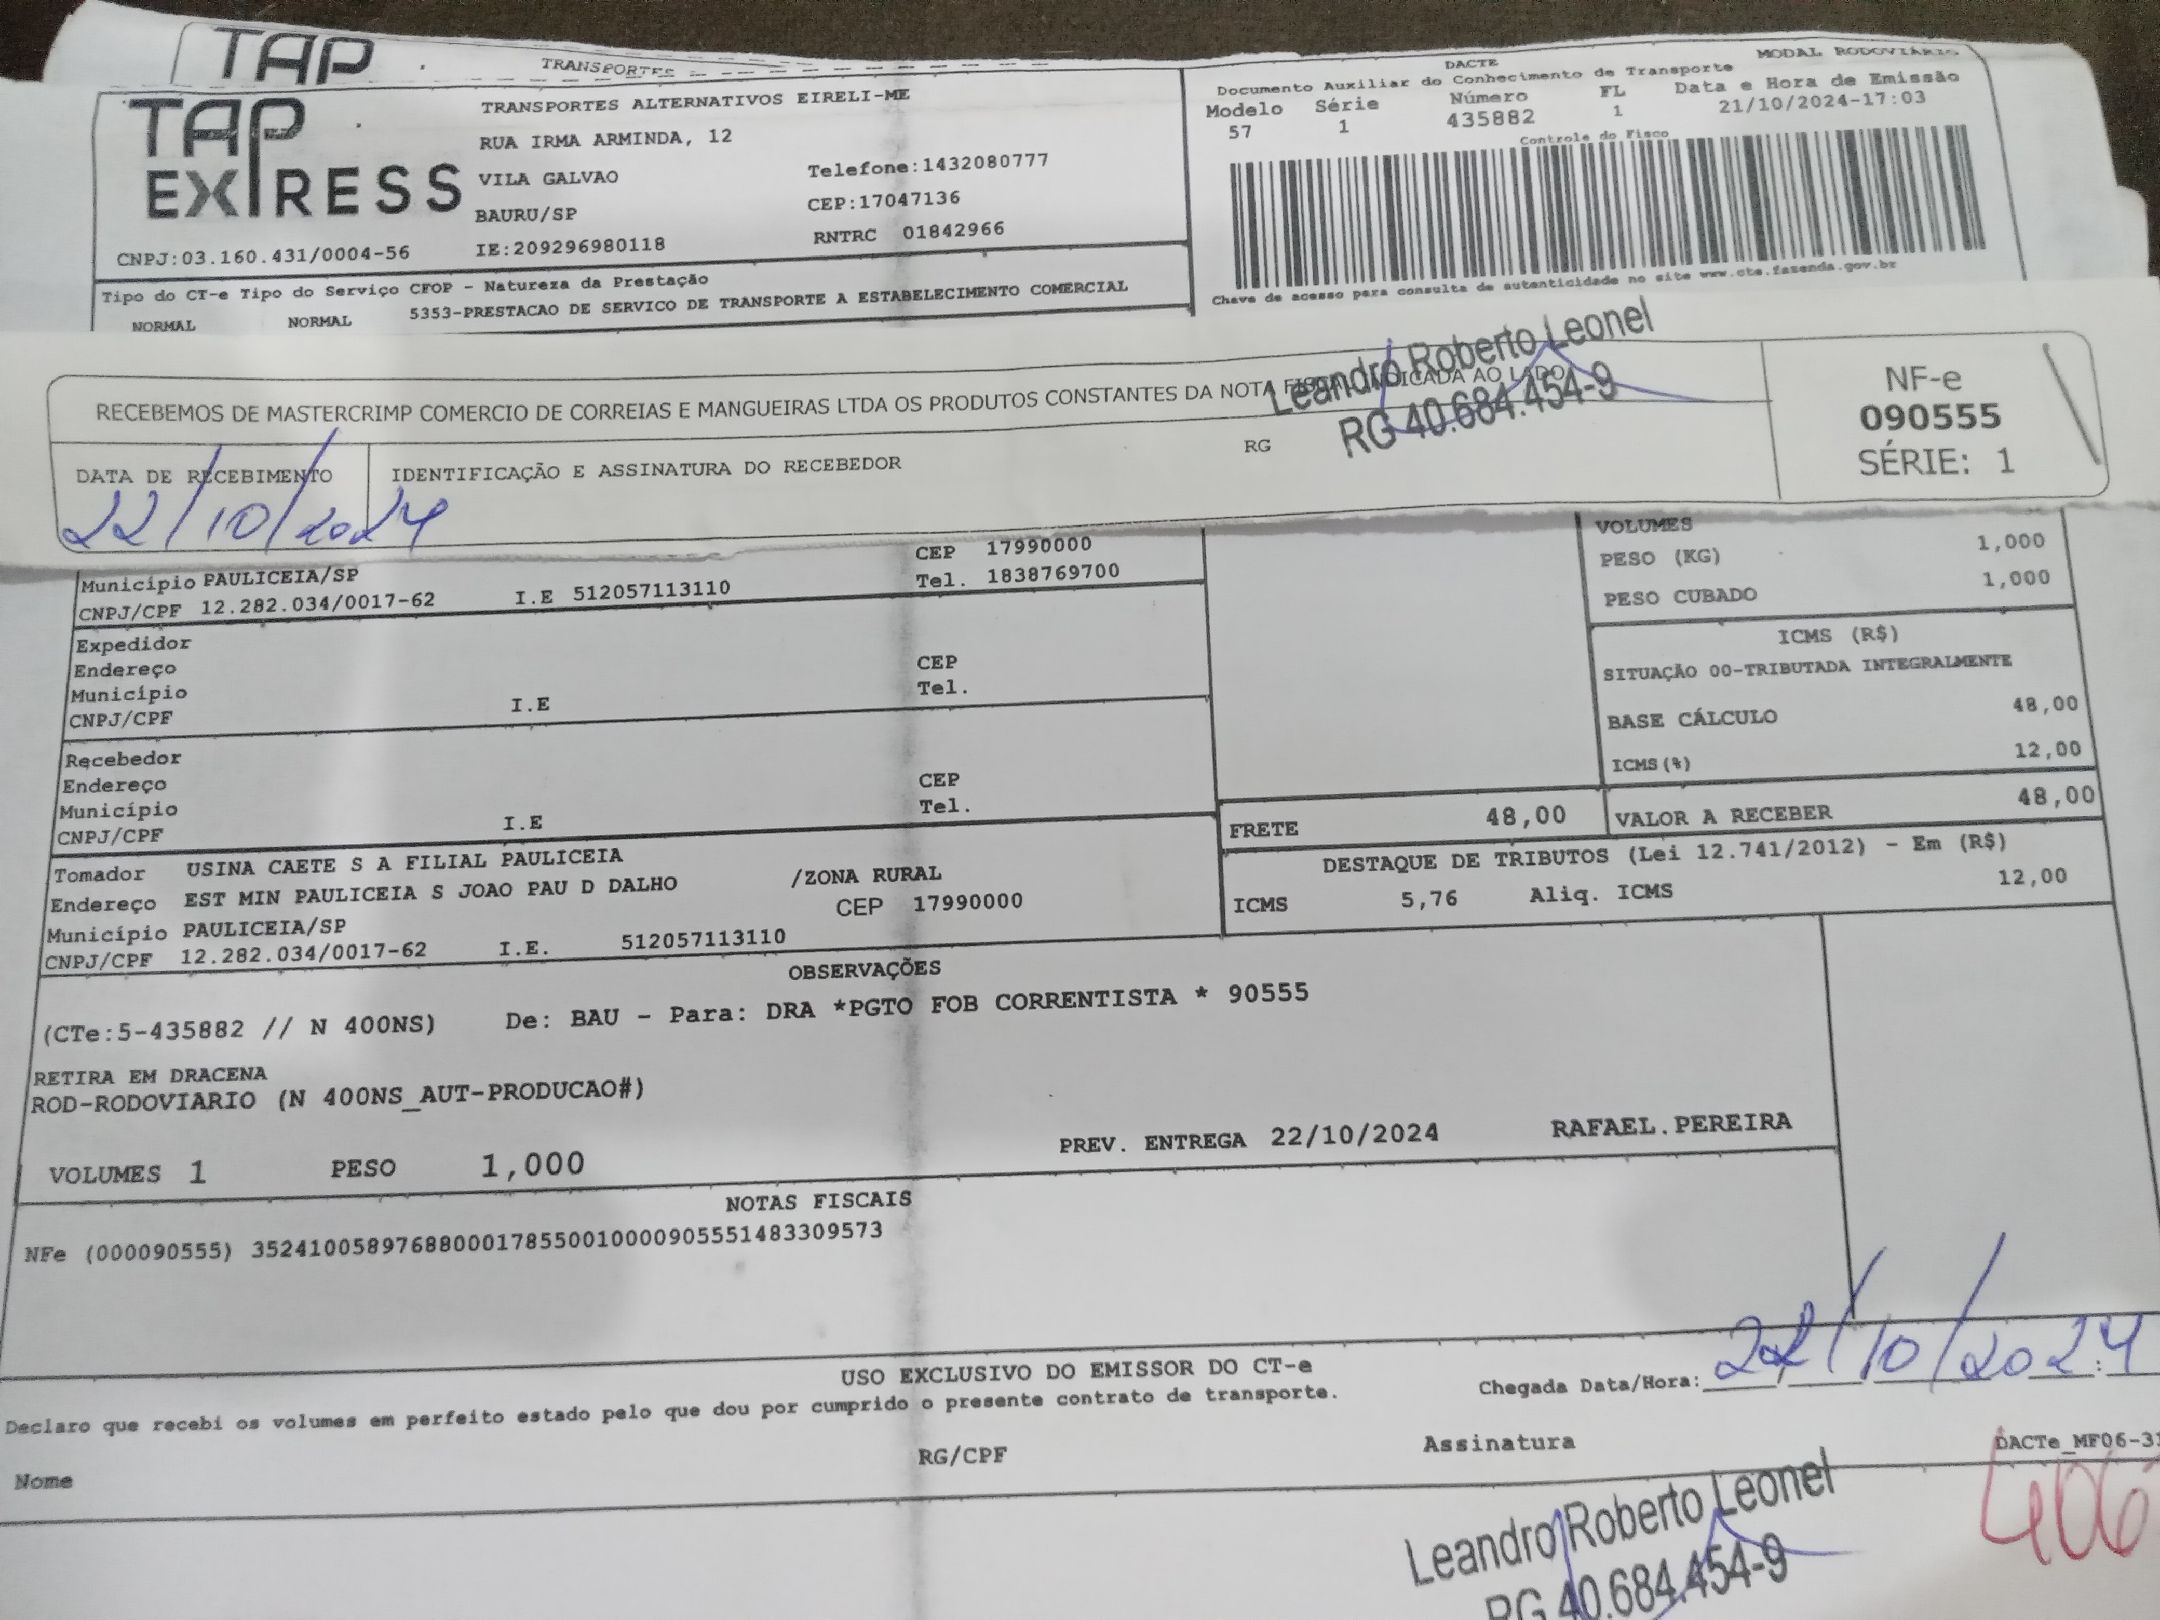 TAP
TRANSPORTES
TAP EXPRESS
TRANSPORTES ALTERNATIVOS EIRELI-ME
RUA IRMA ARMINDA, 12
VILA GALVAO Telefone:1432080777
BAURU/SP CEP:17047136
CNPJ:03.160.431/0004-56 IE:209296980118 RNTRC 01842966
DACTE MODAL RODOVIÁRIO
Documento Auxiliar do Conhecimento de Transporte
Modelo Série Número FL Data e Hora de Emissão
57 1 435882 1 21/10/2024-17:03
Controle do Fisco
Chave de acesso para consulta de autenticidade no site www.cte.fazenda.gov.br
Tipo do CT-e Tipo do Serviço CFOP - Natureza da Prestação
NORMAL NORMAL 5353-PRESTACAO DE SERVICO DE TRANSPORTE A ESTABELECIMENTO COMERCIAL
RECEBEMOS DE MASTERCRIMP COMERCIO DE CORREIAS E MANGUEIRAS LTDA OS PRODUTOS CONSTANTES DA NOTA FISCAL INDICADA AO LADO
Leandro Roberto Leonel
RG 40.684.454-9
NF-e
090555
SÉRIE: 1
DATA DE RECEBIMENTO IDENTIFICAÇÃO E ASSINATURA DO RECEBEDOR RG
22/10/2024
CEP 17990000
Município PAULICEIA/SP Tel. 1838769700
CNPJ/CPF 12.282.034/0017-62 I.E 512057113110
VOLUMES
PESO (KG) 1,000
PESO CUBADO 1,000
Expedidor
Endereço CEP
Município Tel.
CNPJ/CPF I.E
ICMS (R$)
SITUAÇÃO 00-TRIBUTADA INTEGRALMENTE
BASE CÁLCULO 48,00
ICMS(%) 12,00
Recebedor
Endereço CEP
Município Tel.
CNPJ/CPF I.E
FRETE 48,00 VALOR A RECEBER 48,00
DESTAQUE DE TRIBUTOS (Lei 12.741/2012) - Em (R$)
ICMS 5,76 Aliq. ICMS 12,00
Tomador USINA CAETE S A FILIAL PAULICEIA
Endereço EST MIN PAULICEIA S JOAO PAU D DALHO /ZONA RURAL
Município PAULICEIA/SP CEP 17990000
CNPJ/CPF 12.282.034/0017-62 I.E. 512057113110
OBSERVAÇÕES
(CTe:5-435882 // N 400NS) De: BAU - Para: DRA *PGTO FOB CORRENTISTA * 90555
RETIRA EM DRACENA
ROD-RODOVIARIO (N 400NS_AUT-PRODUCAO#)
VOLUMES 1 PESO 1,000 PREV. ENTREGA 22/10/2024 RAFAEL.PEREIRA
NOTAS FISCAIS
NFe (000090555) 35241005897688000178550010000905551483309573
USO EXCLUSIVO DO EMISSOR DO CT-e
Declaro que recebi os volumes em perfeito estado pelo que dou por cumprido o presente contrato de transporte.
Chegada Data/Hora: 22/10/2024
Nome RG/CPF Assinatura DACTe_MF06-31
Leandro Roberto Leonel
RG 40.684.454-9
406